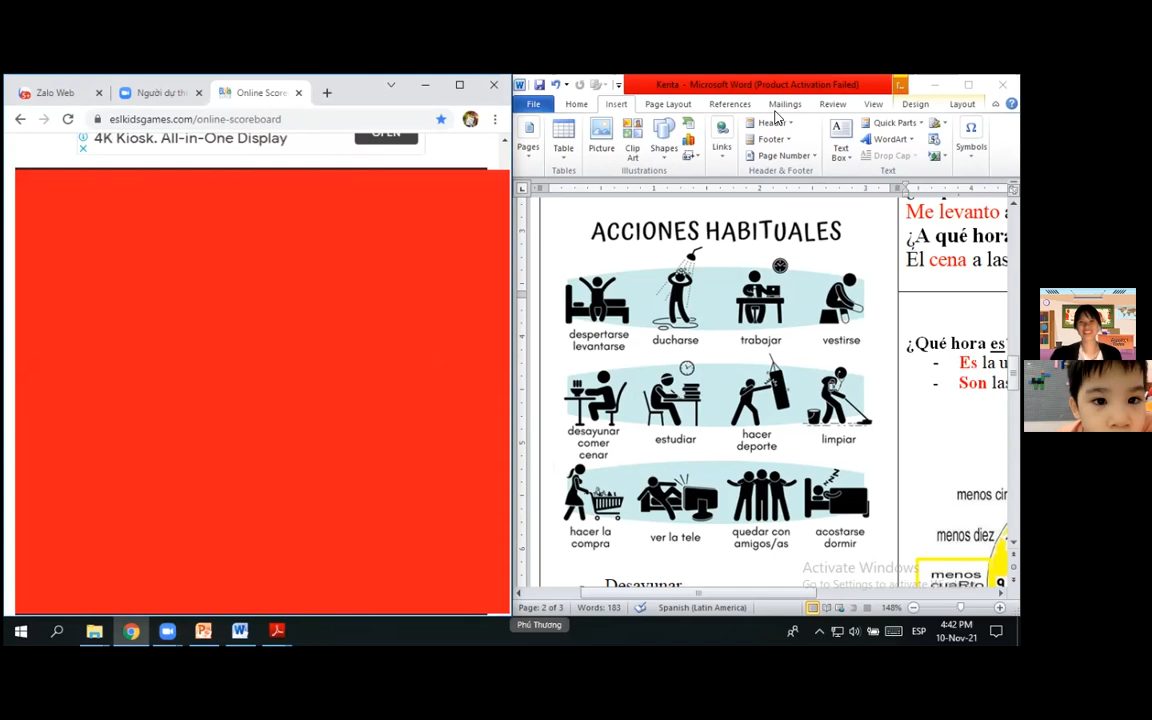 Zalo Web
Người dự thi
Online Score
eslkidsgames.com/online-scoreboard
4K Kiosk. All-in-One Display
OPEN
Kenta - Microsoft Word (Product Activation Failed)
File
Home
Insert
Page Layout
References
Mailings
Review
View
Design
Layout
Pages
Table
Picture
Clip
Art
Shapes
Links
Header
Footer
Page Number
Text
Box
Quick Parts
WordArt
Drop Cap
Symbols
Tables
Illustrations
Header & Footer
Text
ACCIONES HABITUALES
despertarse
levantarse
ducharse
trabajar
vestirse
desayunar
comer
cenar
estudiar
hacer
deporte
limpiar
hacer la
compra
ver la tele
quedar con
amigos/as
acostarse
dormir
Desayunar
Me levanto a
¿A qué hora
Él cena a las
¿Qué hora es
- Es la u
- Son las
menos cin
menos diez
menos
cuaRto
9
Activate Windows
Go to Settings to activate
Page: 2 of 3
Words: 183
Spanish (Latin America)
148%
Phú Thương
ESP
4:42 PM
10-Nov-21